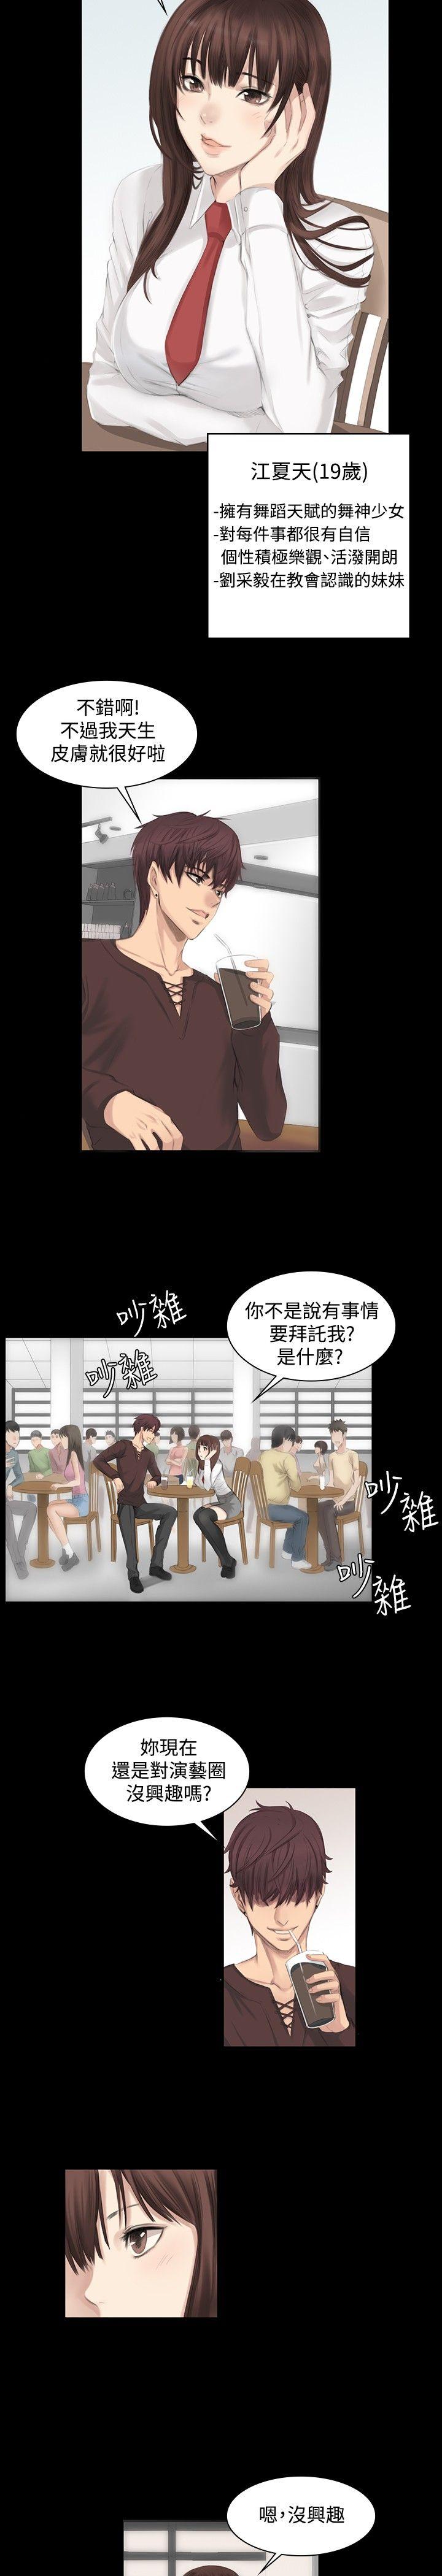 江夏天(19歲)
-擁有舞蹈天賦的舞神少女
-對每件事都很有自信
個性積極樂觀、活潑開朗
-劉采毅在教會認識的妹妹
不錯啊!
不過我天生
皮膚就很好啦
吵雜
吵雜
你不是說有事情
要拜託我?
是什麼?
吵雜
吵雜
妳現在
還是對演藝圈
沒興趣嗎?
嗯,沒興趣